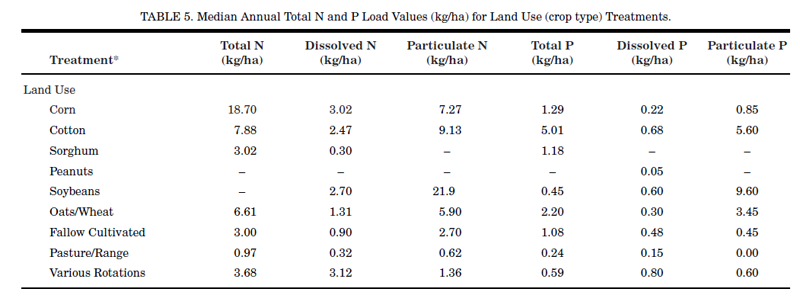 TABLE 5. Median Annual Total N and P Load Values (kg/ha) for Land Use (crop type) Treatments.
Treatment* Total N (kg/ha) Dissolved N (kg/ha) Particulate N (kg/ha) Total P (kg/ha) Dissolved P (kg/ha) Particulate P (kg/ha)
Land Use
Corn 18.70 3.02 7.27 1.29 0.22 0.85
Cotton 7.88 2.47 9.13 5.01 0.68 5.60
Sorghum 3.02 0.30 – 1.18 – –
Peanuts – – – – 0.05 –
Soybeans – 2.70 21.9 0.45 0.60 9.60
Oats/Wheat 6.61 1.31 5.90 2.20 0.30 3.45
Fallow Cultivated 3.00 0.90 2.70 1.08 0.48 0.45
Pasture/Range 0.97 0.32 0.62 0.24 0.15 0.00
Various Rotations 3.68 3.12 1.36 0.59 0.80 0.60